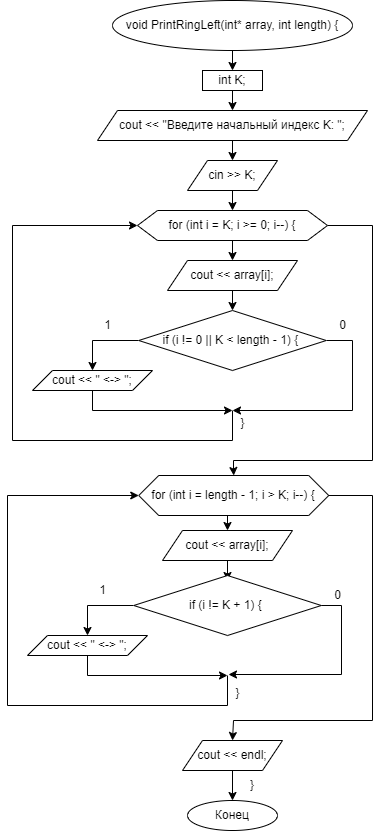 void PrintRingLeft(int* array, int length) {
int K;
cout << "Введите начальный индекс K: ";
cin >> K;
for (int i = K; i >= 0; i--) {
cout << array[i];
1
0
if (i != 0 || K < length - 1) {
cout << " <-> ";
}
for (int i = length - 1; i > K; i--) {
cout << array[i];
1
0
if (i != K + 1) {
cout << " <-> ";
}
cout << endl;
}
Конец